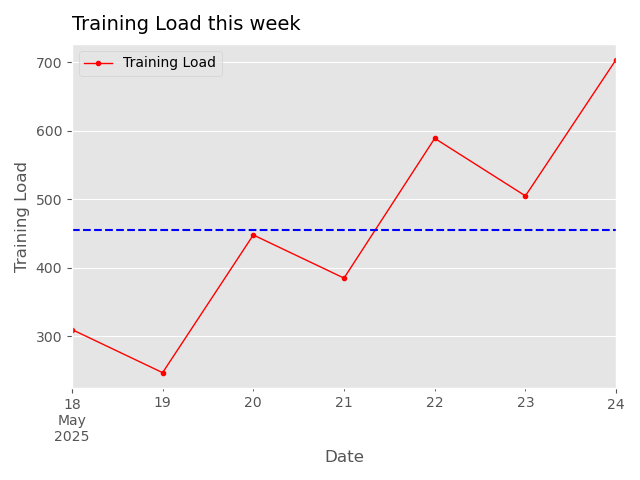 Training Load this week
Training Load
700
600
500
400
300
Training Load
18 19 20 21 22 23 24
May
2025
Date